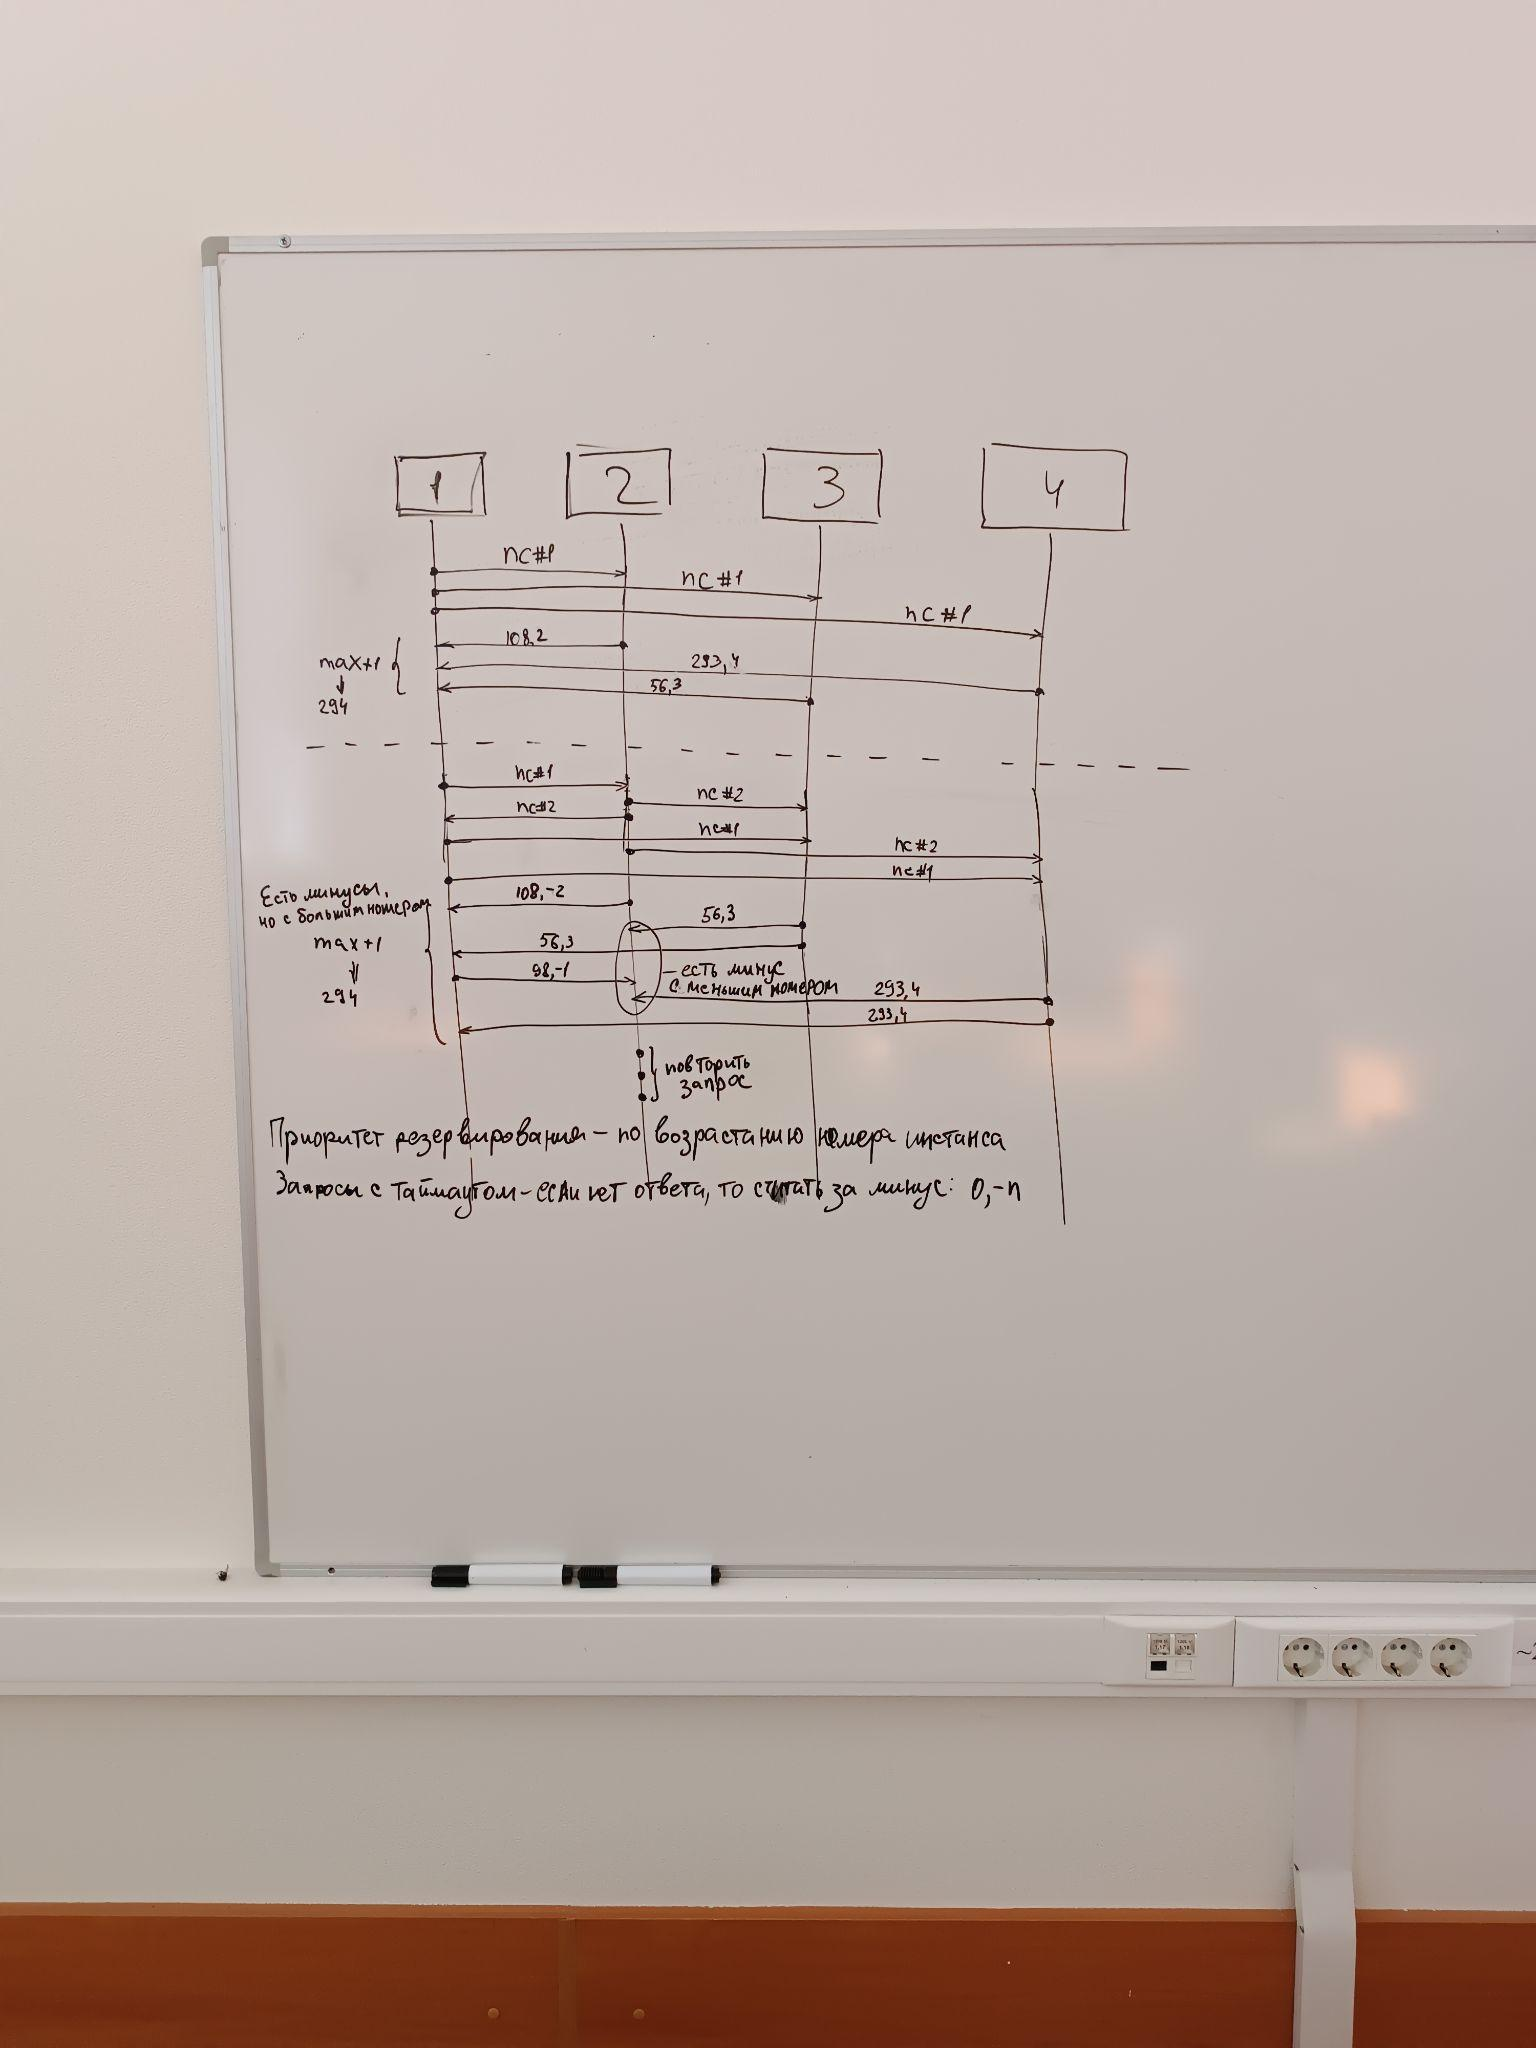 1 2 3 4
nc#1
nc#1
nc#1
108,2
293,4
max+1
56,3
294
nc#1
nc#2
nc#2
nc#1
nc#2
nc#1
Есть минусы,
но с большим номером
108,-2
56,3
max+1
56,3
98,-1
– есть минус
с меньшим номером
293,4
294
293,4
повторить
запрос
Приоритет резервирования – по возрастанию номера инстанса
Запросы с таймаутом – если нет ответа, то считать за минус: 0,-n